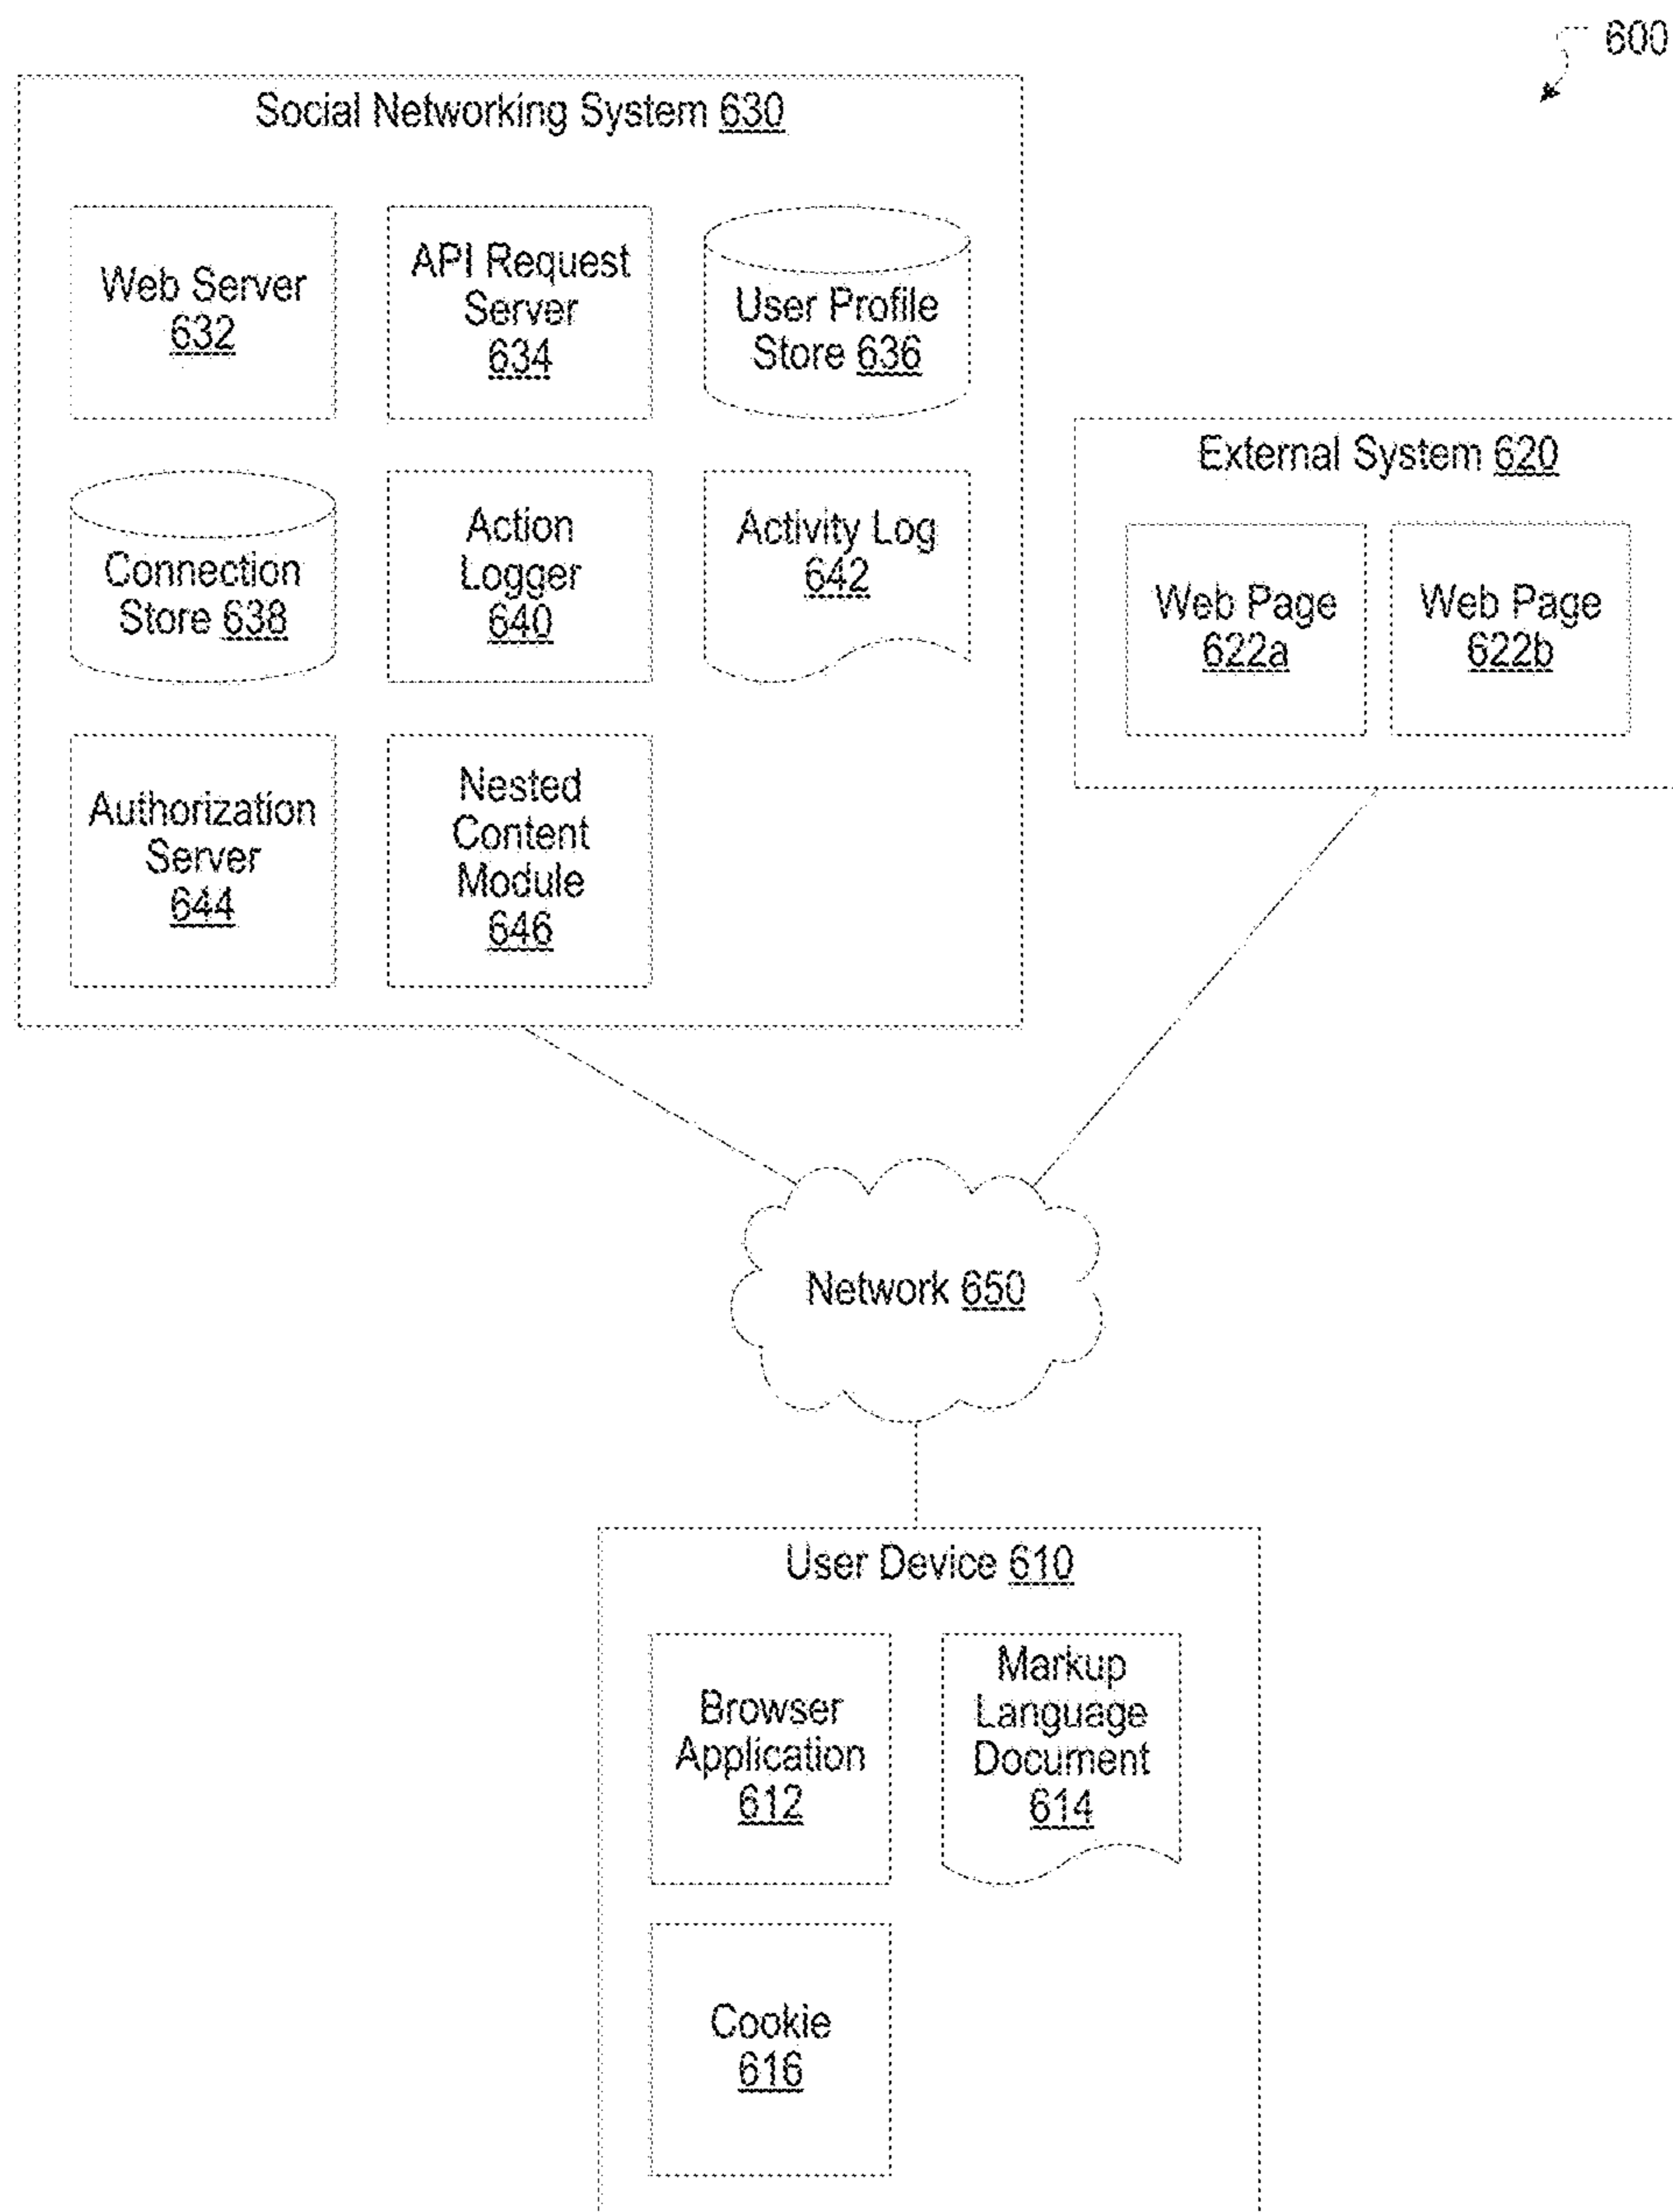 600
Social Networking System 630
Web Server
632
API Request
Server
634
User Profile
Store 636
Connection
Store 638
Action
Logger
640
Activity Log
642
Authorization
Server
644
Nested
Content
Module
646
External System 620
Web Page
622a
Web Page
622b
Network 650
User Device 610
Browser
Application
612
Markup
Language
Document
614
Cookie
616